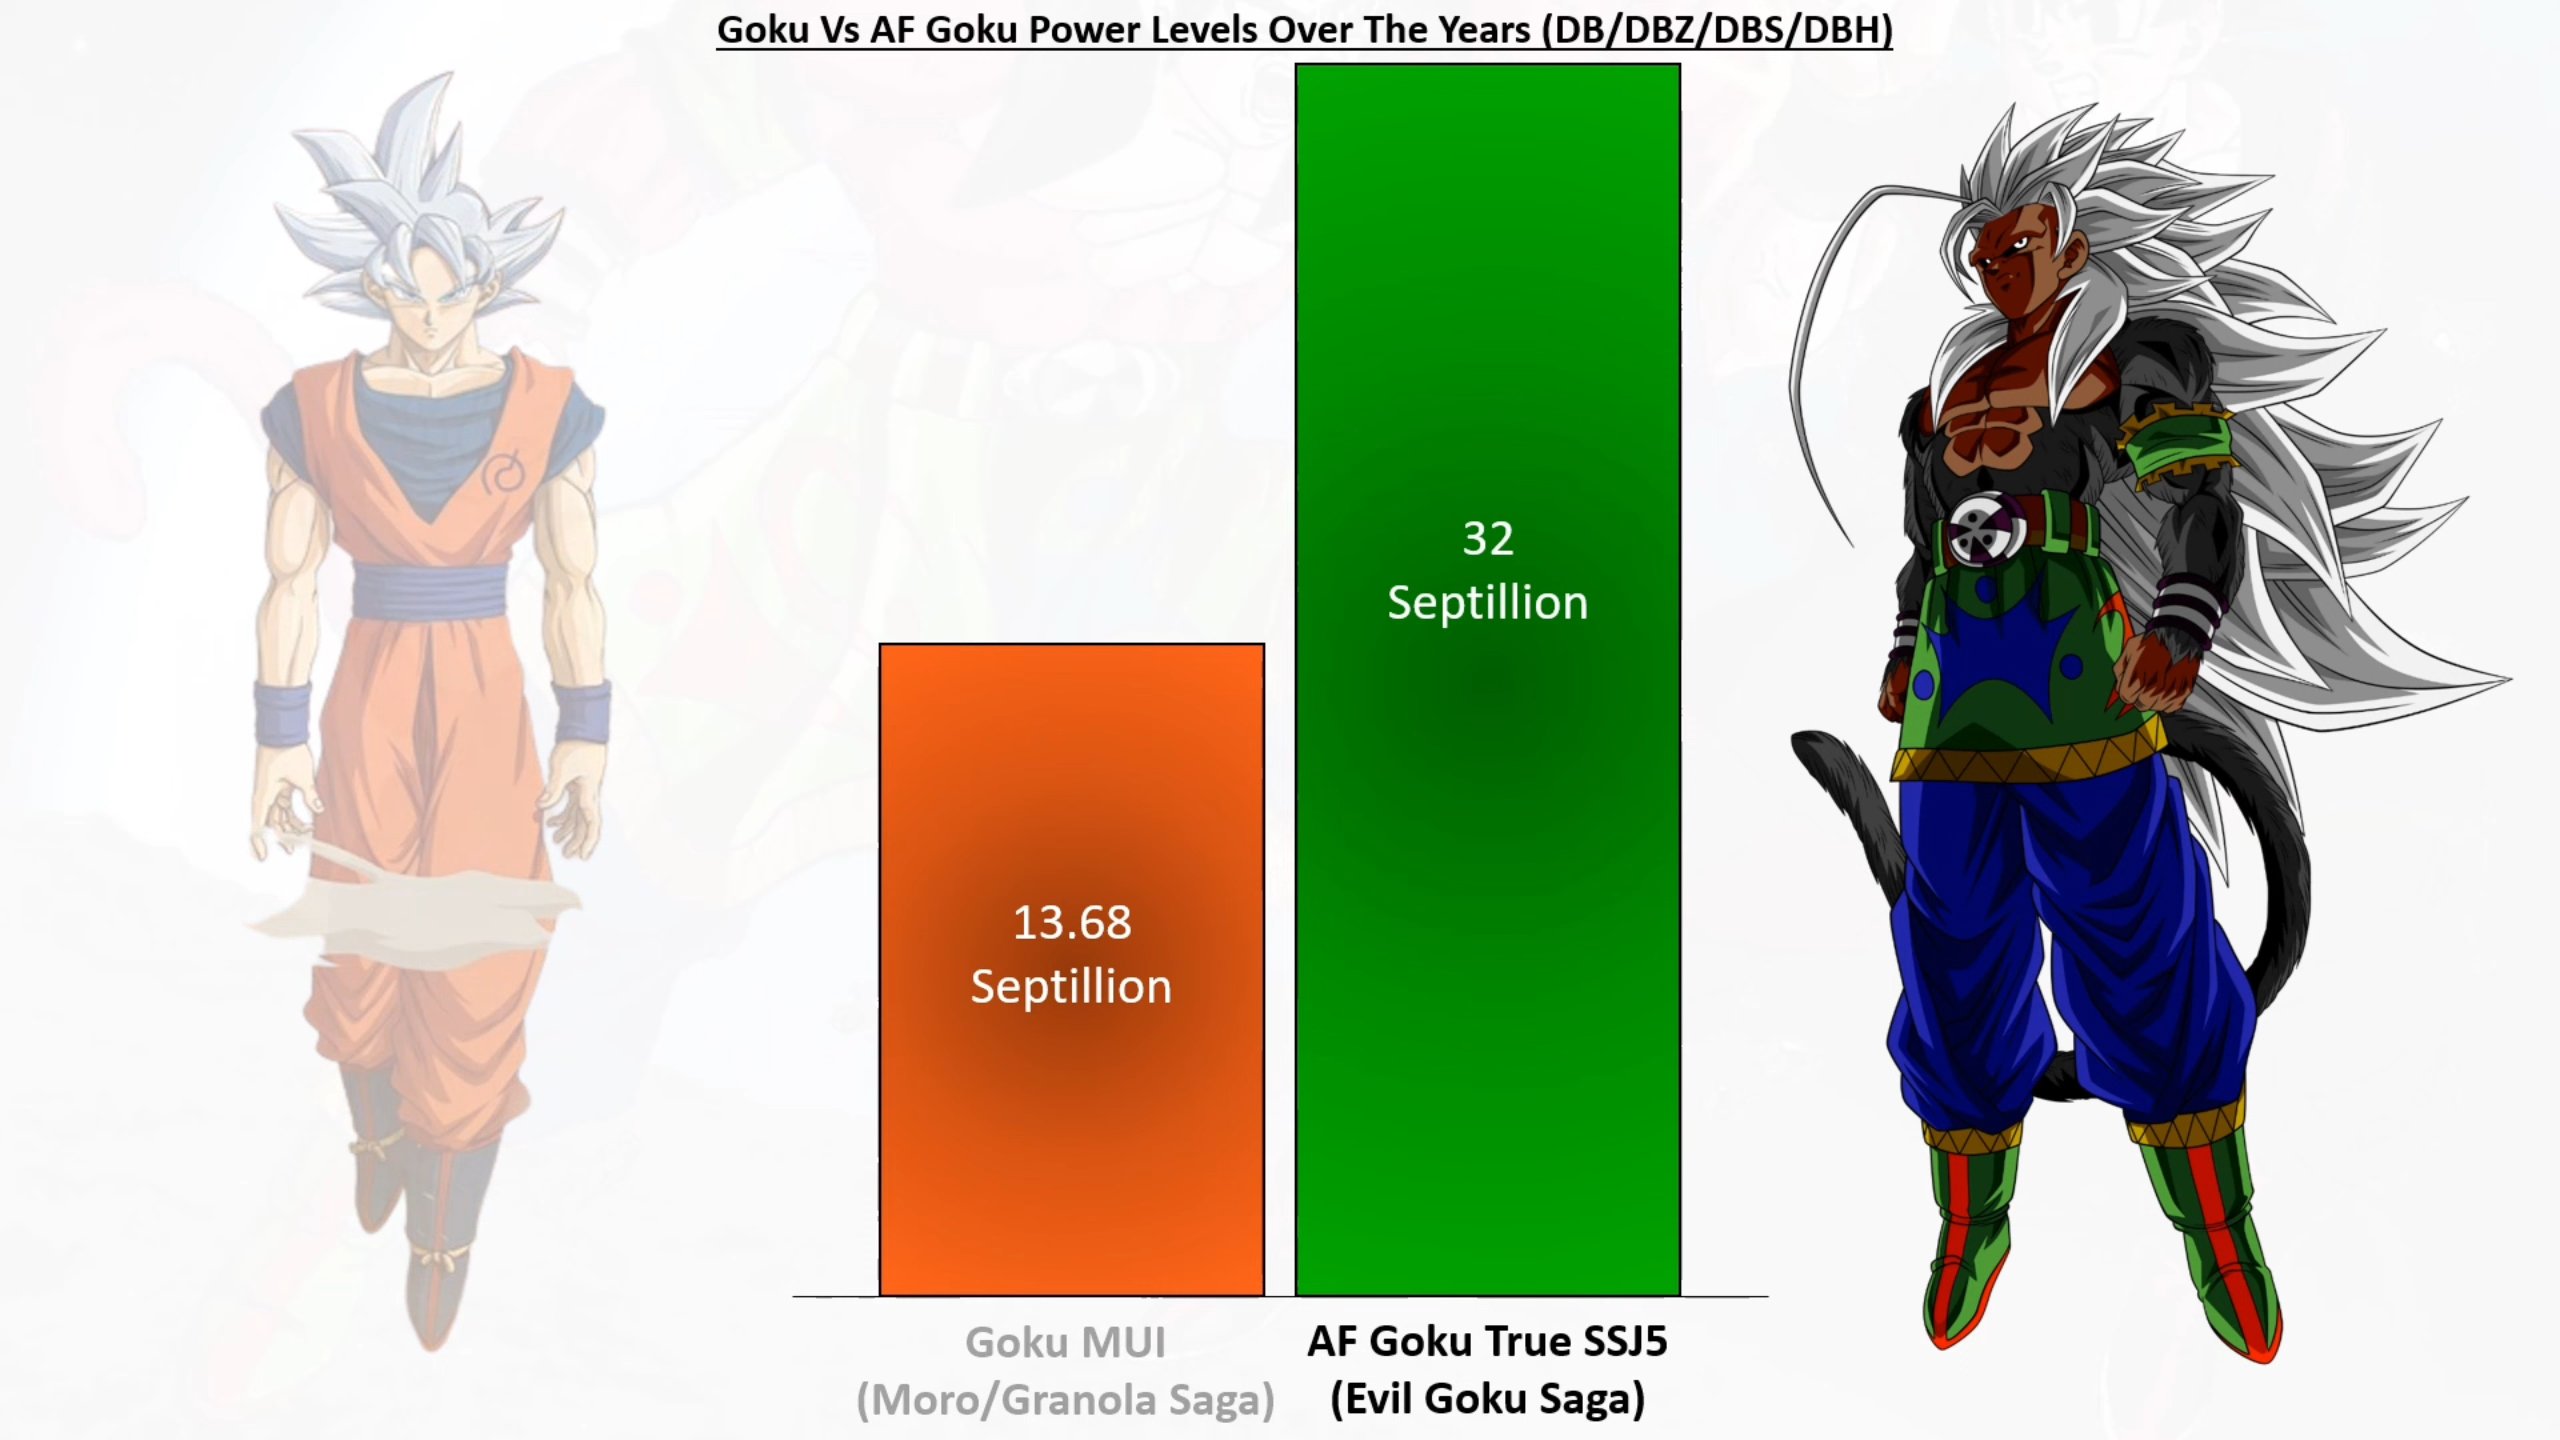 Goku Vs AF Goku Power Levels Over The Years (DB/DBZ/DBS/DBH)
32
Septillion
13.68
Septillion
Goku MUI
(Moro/Granola Saga)
AF Goku True SSJ5
(Evil Goku Saga)